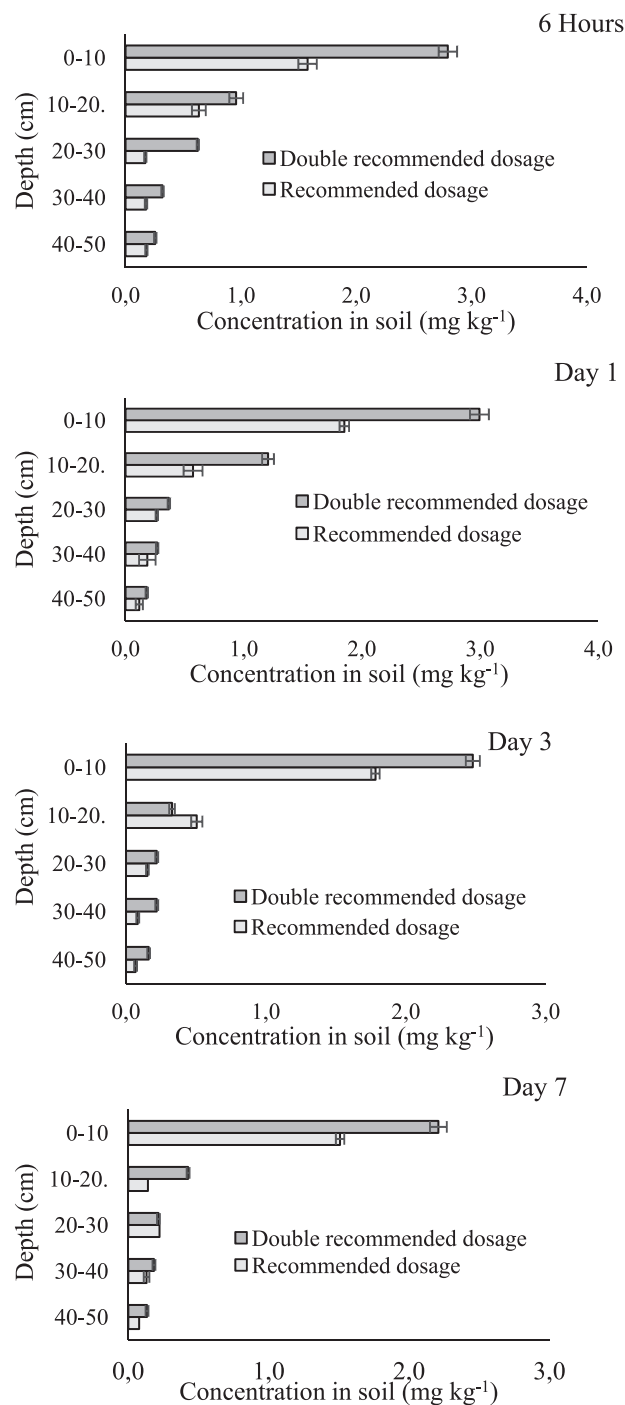 6 Hours
Depth (cm)
0-10
10-20.
20-30
30-40
40-50
Double recommended dosage
Recommended dosage
0,0 1,0 2,0 3,0 4,0
Concentration in soil (mg kg⁻¹)
Day 1
Depth (cm)
0-10
10-20.
20-30
30-40
40-50
Double recommended dosage
Recommended dosage
0,0 1,0 2,0 3,0 4,0
Concentration in soil (mg kg⁻¹)
Day 3
Depth (cm)
0-10
10-20.
20-30
30-40
40-50
Double recommended dosage
Recommended dosage
0,0 1,0 2,0 3,0
Concentration in soil (mg kg⁻¹)
Day 7
Depth (cm)
0-10
10-20.
20-30
30-40
40-50
Double recommended dosage
Recommended dosage
0,0 1,0 2,0 3,0
Concentration in soil (mg kg⁻¹)